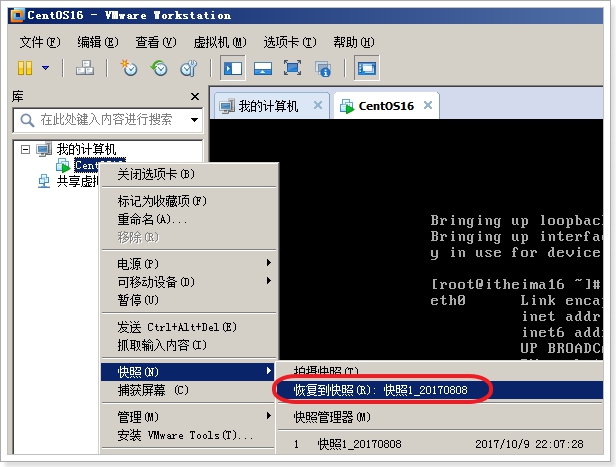 CentOS16 - VMware Workstation
文件(F) 编辑(E) 查看(V) 虚拟机(M) 选项卡(T) 帮助(H)
库
在此处键入内容进行搜索
我的计算机
共享虚拟
我的计算机
CentOS16
关闭选项卡(B)
标记为收藏项(F)
重命名(A)...
移除(R)
电源(P)
可移动设备(D)
暂停(U)
发送 Ctrl+Alt+Del(E)
抓取输入内容(I)
快照(N)
捕获屏幕 (C)
管理(M)
安装 VMware Tools(T)...
Bringing up loopbac
Bringing up interfa
y in use for device
[root@itheima16 ~]#
eth0 Link encap
inet addr
inet6 addr
UP BROADC
拍摄快照(T)...
恢复到快照(R): 快照1_20170808
快照管理器(M)
1 快照1_20170808 2017/10/9 22:07:28